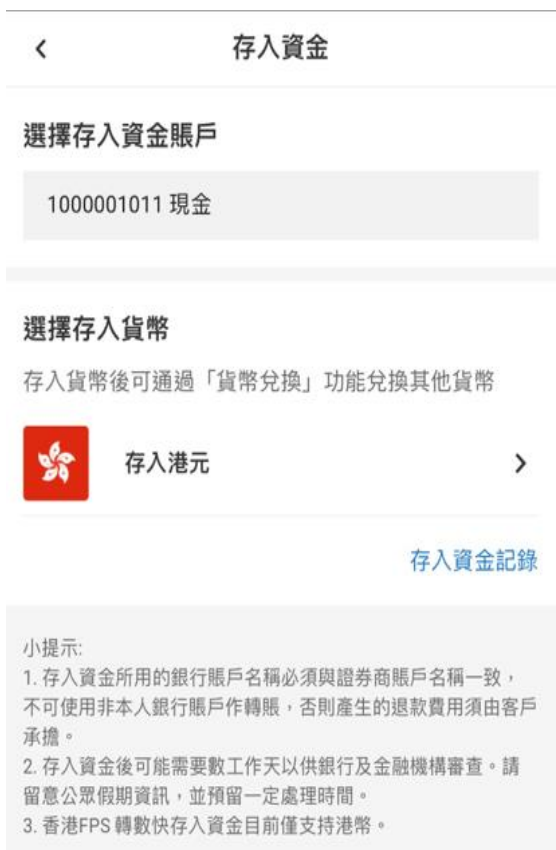 存入資金
選擇存入資金賬戶
1000001011 現金
選擇存入貨幣
存入貨幣後可通過「貨幣兌換」功能兌換其他貨幣
存入港元
存入資金記錄
小提示:
1. 存入資金所用的銀行賬戶名稱必須與證券商賬戶名稱一致，
不可使用非本人銀行賬戶作轉賬，否則產生的退款費用須由客戶
承擔。
2. 存入資金後可能需要數工作天以供銀行及金融機構審查。請
留意公眾假期資訊，並預留一定處理時間。
3. 香港FPS 轉數快存入資金目前僅支持港幣。